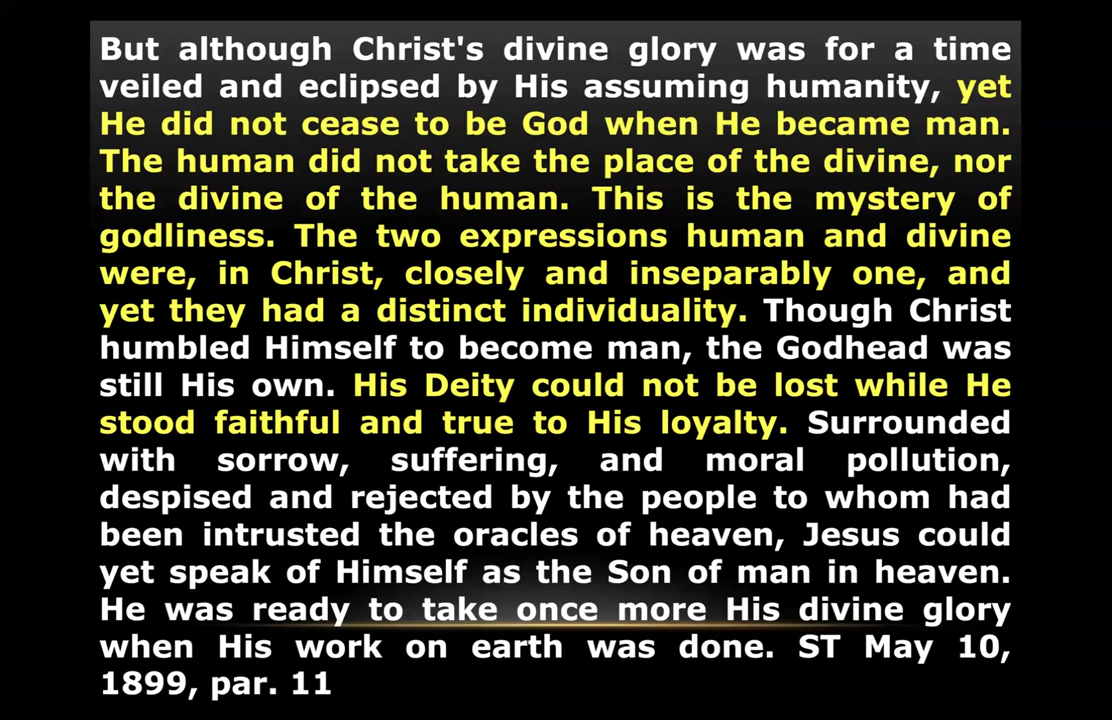 But although Christ's divine glory was for a time
veiled and eclipsed by His assuming humanity, yet
He did not cease to be God when He became man.
The human did not take the place of the divine, nor
the divine of the human. This is the mystery of
godliness. The two expressions human and divine
were, in Christ, closely and inseparably one, and
yet they had a distinct individuality. Though Christ
humbled Himself to become man, the Godhead was
still His own. His Deity could not be lost while He
stood faithful and true to His loyalty. Surrounded
with sorrow, suffering, and moral pollution,
despised and rejected by the people to whom had
been intrusted the oracles of heaven, Jesus could
yet speak of Himself as the Son of man in heaven.
He was ready to take once more His divine glory
when His work on earth was done. ST May 10,
1899, par. 11